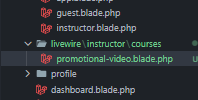 guest.blade.php
instructor.blade.php
livewire\instructor\courses
promotional-video.blade.php U
profile
dashboard.blade.php